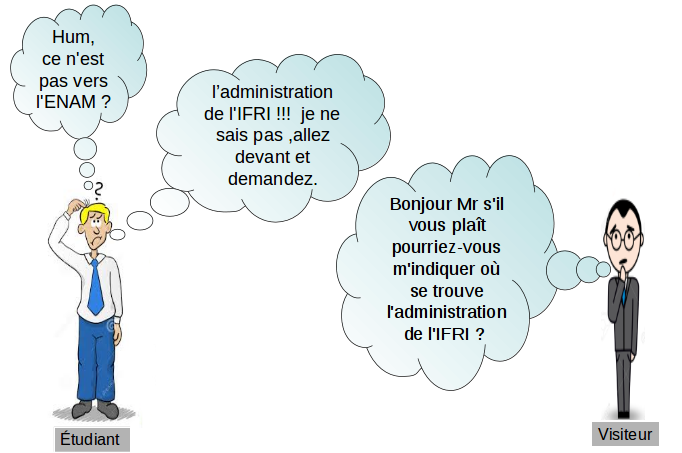 Hum,
ce n'est
pas vers
l'ENAM ?
l’administration
de l'IFRI !!!  je ne
sais pas ,allez
devant et
demandez.
Bonjour Mr s'il
vous plaît
pourriez-vous
m'indiquer où
se trouve
l'administration
de l'IFRI ?
?
Étudiant
Visiteur